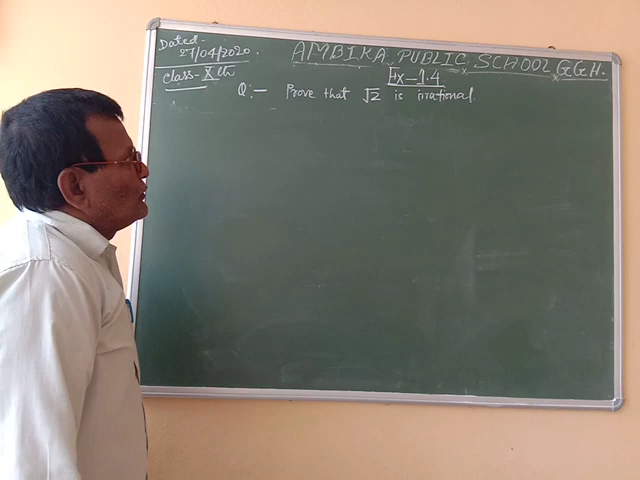 Dated-
27/04/2020.
AMBIKA PUBLIC SCHOOL G.G.H.
Class-Xth
Ex-1.4
Q:- Prove that √2 is irrational.